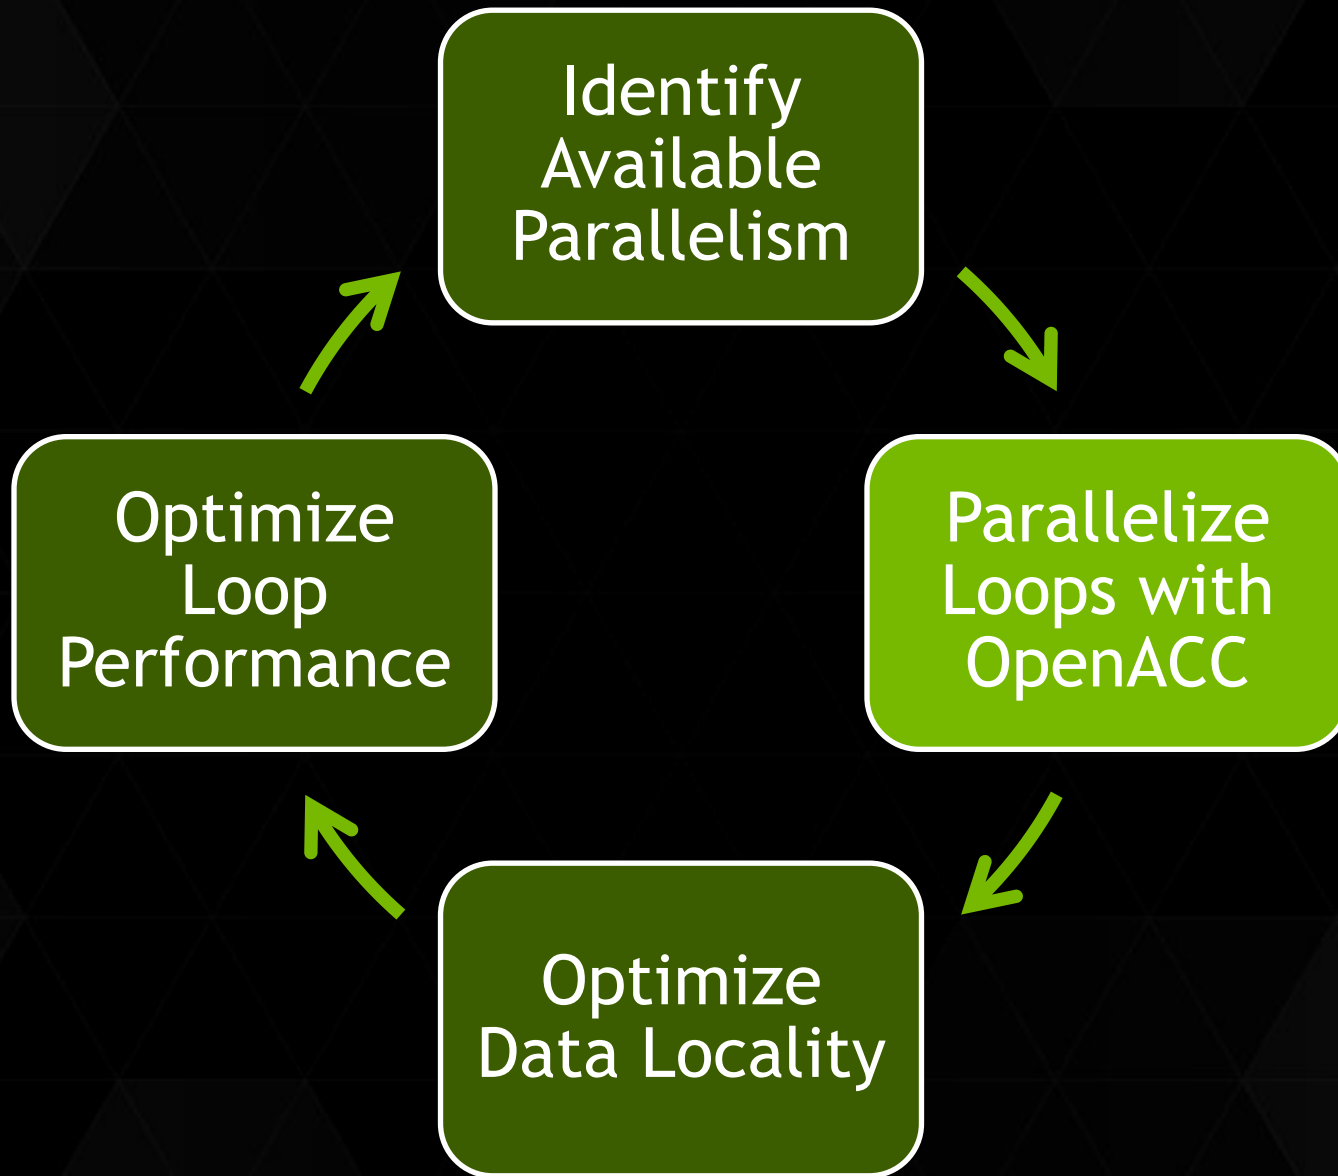 Identify
Available
Parallelism
Optimize
Loop
Performance
Parallelize
Loops with
OpenACC
Optimize
Data Locality